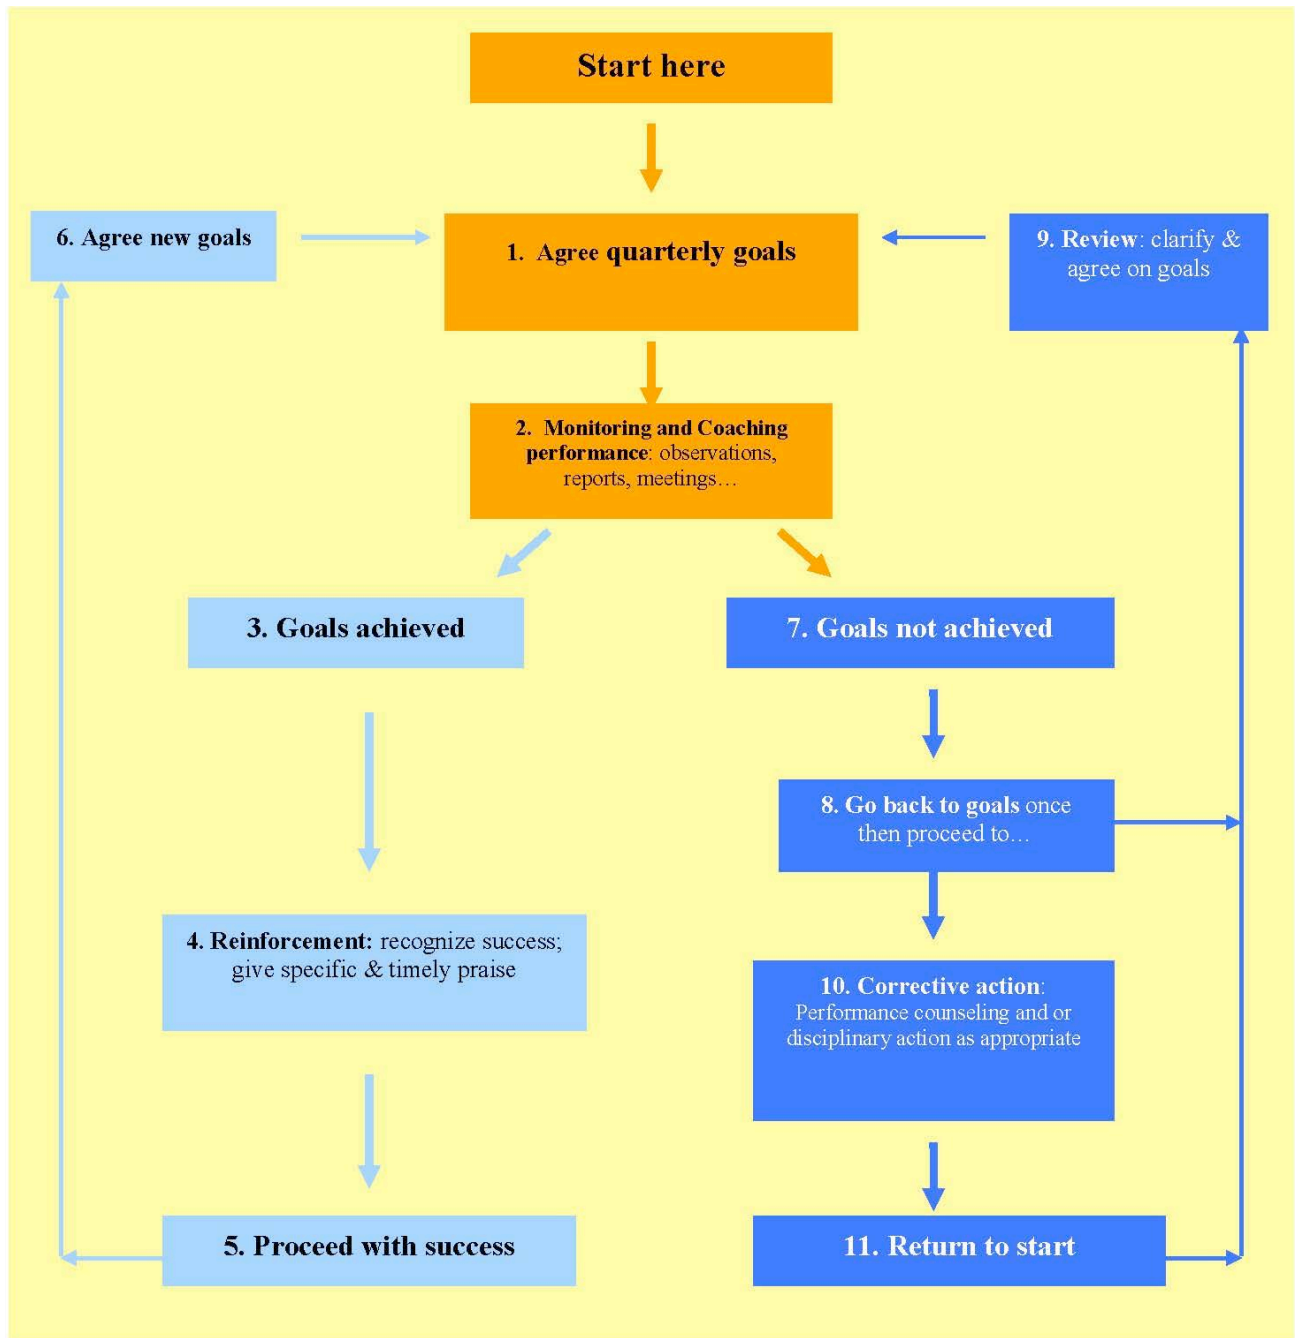 Start here
6. Agree new goals
1. Agree quarterly goals
9. Review: clarify &
agree on goals
2. Monitoring and Coaching
performance: observations,
reports, meetings…
3. Goals achieved
7. Goals not achieved
8. Go back to goals once
then proceed to…
4. Reinforcement: recognize success;
give specific & timely praise
10. Corrective action:
Performance counseling and or
disciplinary action as appropriate
5. Proceed with success
11. Return to start